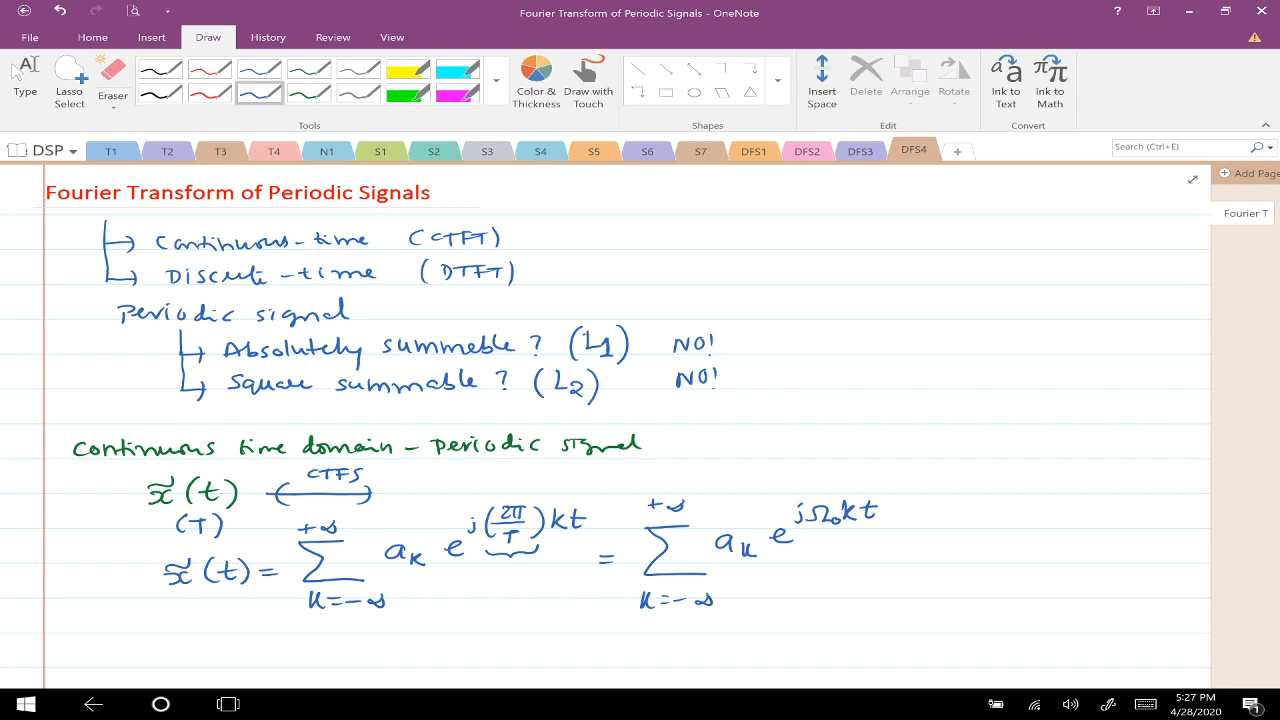 Fourier Transform of Periodic Signals - OneNote
File Home Insert Draw History Review View
Type Lasso Select Eraser Color & Thickness Draw with Touch Insert Space Delete Arrange Rotate Ink to Text Ink to Math
Tools Shapes Edit Convert
DSP T1 T2 T3 T4 N1 S1 S2 S3 S4 S5 S6 S7 DFS1 DFS2 DFS3 DFS4 Search (Ctrl+E)
Add Page
Fourier T
Fourier Transform of Periodic Signals
→ Continuous-time (CTFT)
→ Discrete-time (DTFT)
Periodic signal
→ Absolutely summable ? (L1) NO!
→ Square summable ? (L2) NO!
Continuous time domain - Periodic signal
x̃(t) ⟷ CTFS
(T)
x̃(t) = ∑_{k=-∞}^{+∞} a_k e^{j(2π/T)kt} = ∑_{k=-∞}^{+∞} a_k e^{jΩ₀kt}
5:27 PM
4/28/2020